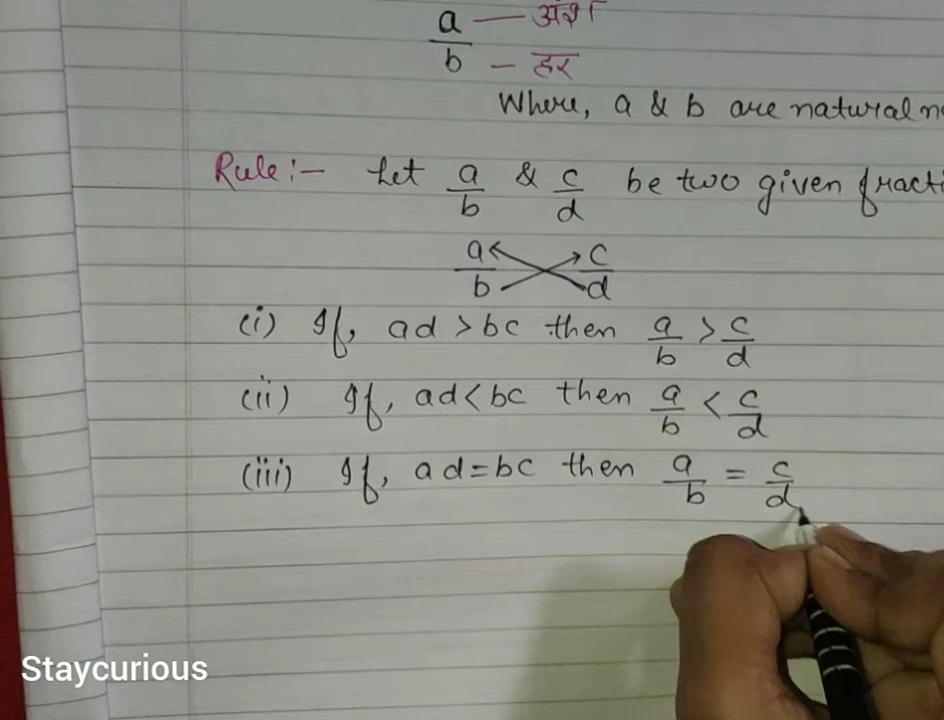 a — अंश
b — हर
Where, a & b are natural
Rule:- Let a/b & c/d be two given
a/b c/d
(i) If, ad > bc then a/b > c/d
(ii) If, ad < bc then a/b < c/d
(iii) If, ad = bc then a/b = c/d
Staycurious